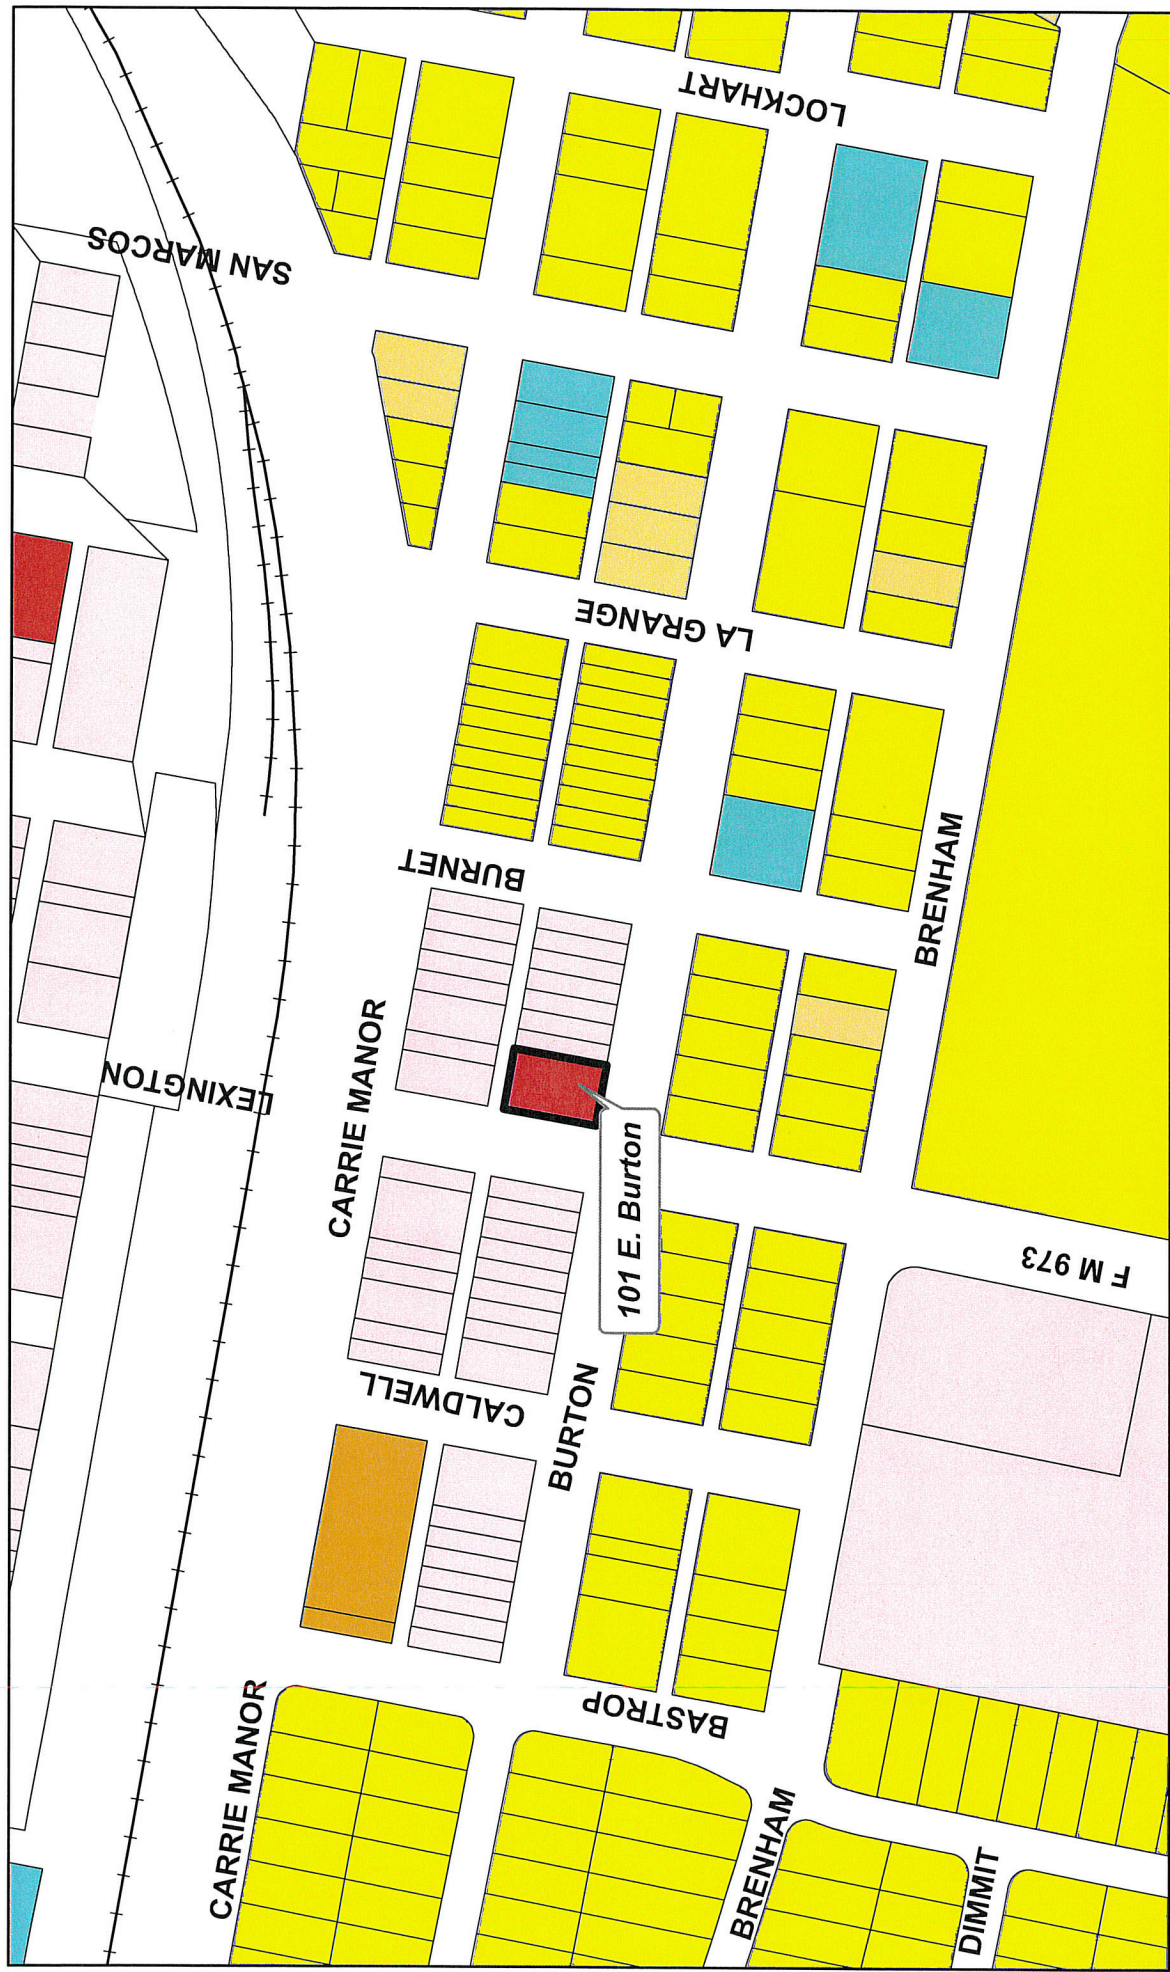 LOCKHART
SAN MARCOS
LA GRANGE
BURNET
BRENHAM
LEXINGTON
CARRIE MANOR
101 E. Burton
F M 973
CALDWELL
BURTON
BASTROP
CARRIE MANOR
BRENHAM
DIMMIT